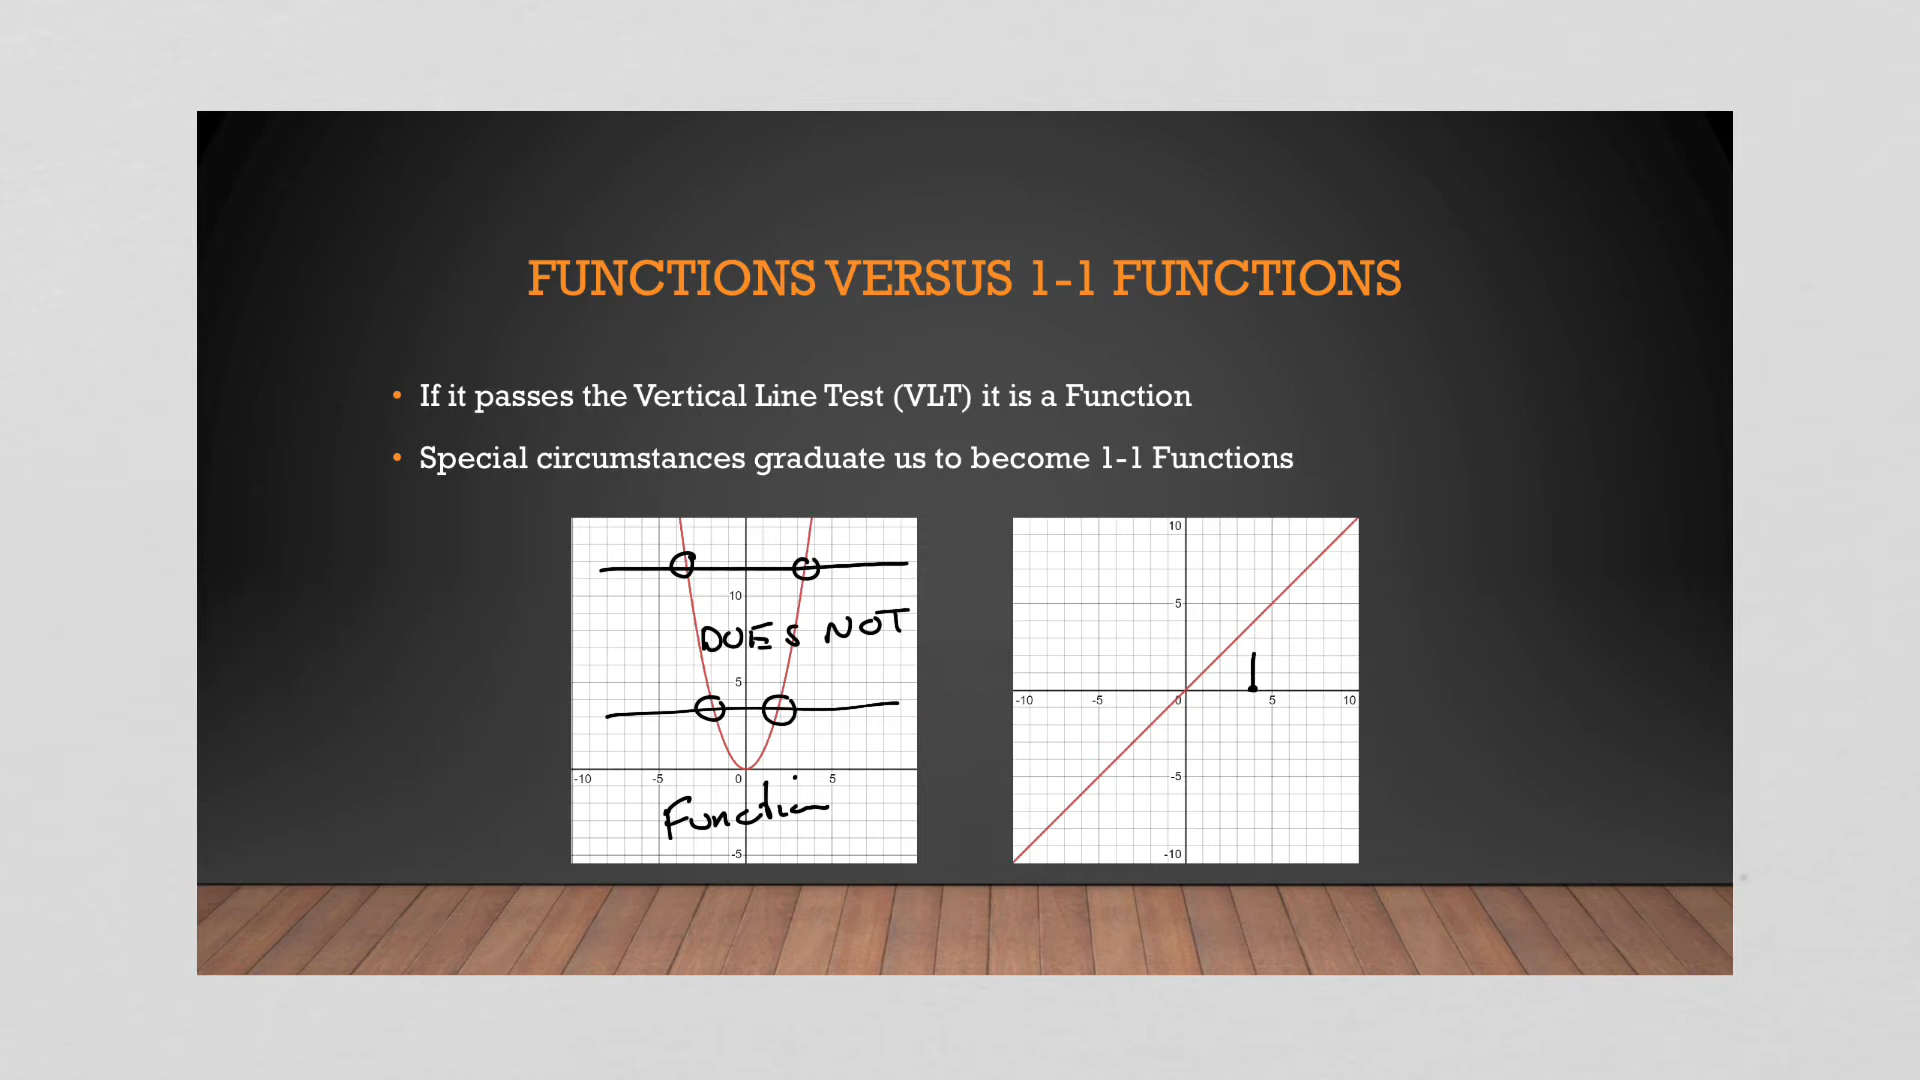 FUNCTIONS VERSUS 1-1 FUNCTIONS
• If it passes the Vertical Line Test (VLT) it is a Function
• Special circumstances graduate us to become 1-1 Functions
10
DOES NOT
5
-10 -5 0 5
Function
-5
10
5
-10 -5 0 5 10
-5
-10